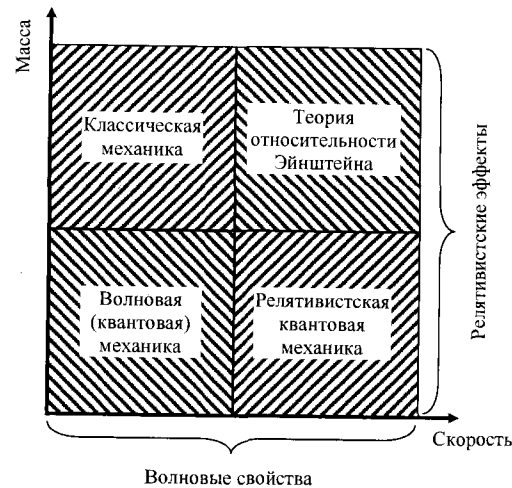 Масса
Классическая
механика
Теория
относительности
Эйнштейна
Волновая
(квантовая)
механика
Релятивистская
квантовая
механика
Релятивистские эффекты
Скорость
Волновые свойства